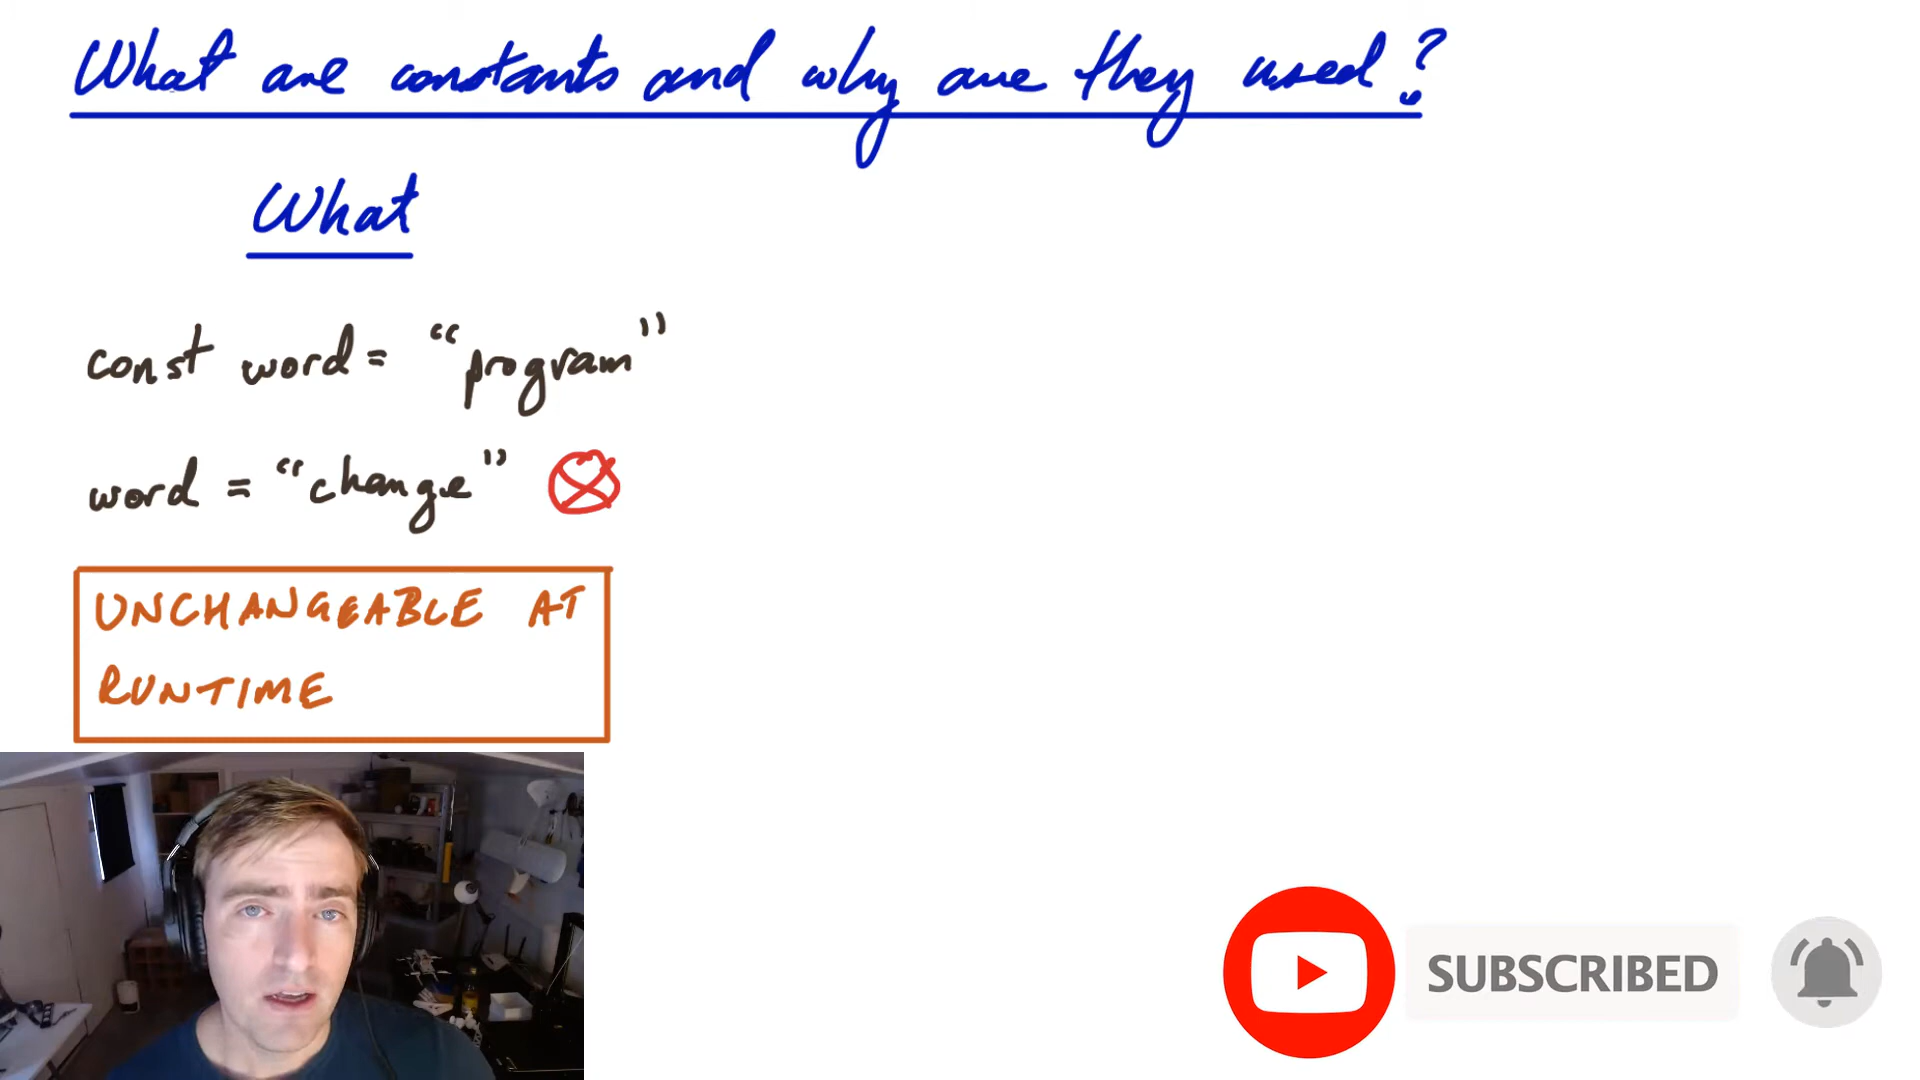 What are constants and why are they used?
What
const word = “program”
word = “change”
UNCHANGEABLE AT
RUNTIME
SUBSCRIBED